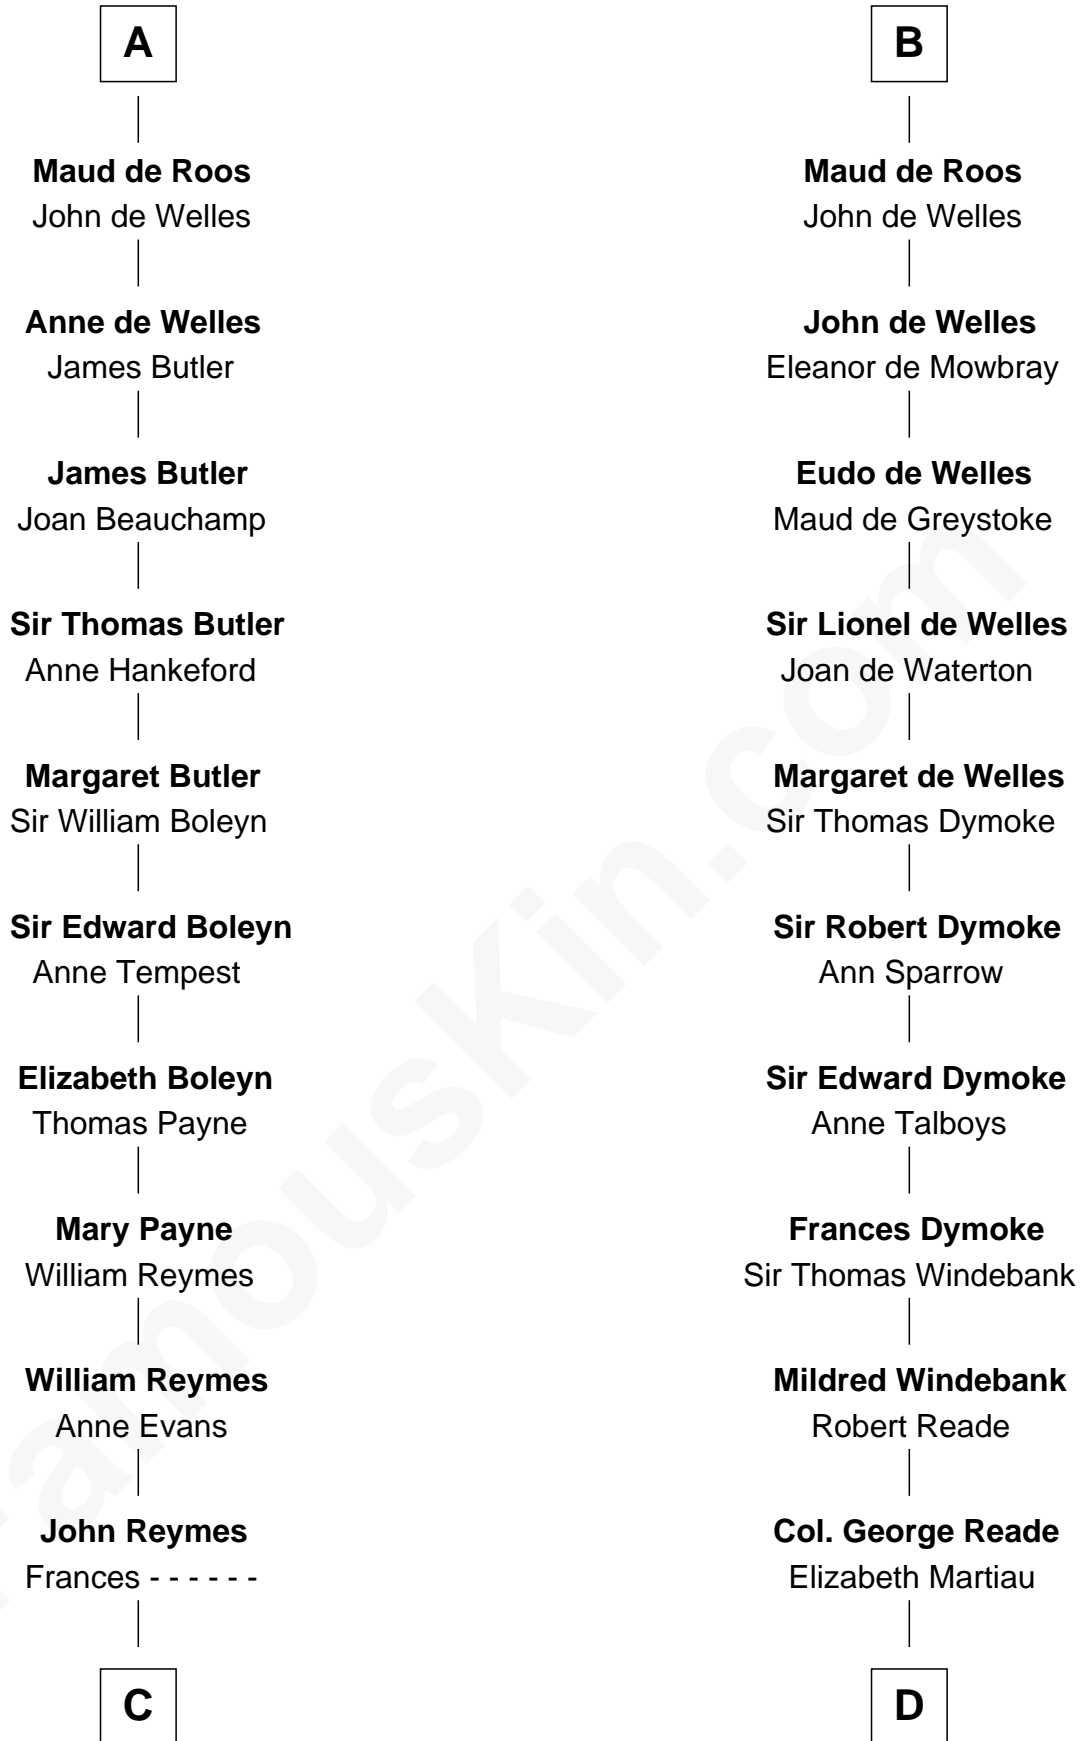 A
Maud de Roos
John de Welles
Anne de Welles
James Butler
James Butler
Joan Beauchamp
Sir Thomas Butler
Anne Hankeford
Margaret Butler
Sir William Boleyn
Sir Edward Boleyn
Anne Tempest
Elizabeth Boleyn
Thomas Payne
Mary Payne
William Reymes
William Reymes
Anne Evans
John Reymes
Frances - - - - - -
C
B
Maud de Roos
John de Welles
John de Welles
Eleanor de Mowbray
Eudo de Welles
Maud de Greystoke
Sir Lionel de Welles
Joan de Waterton
Margaret de Welles
Sir Thomas Dymoke
Sir Robert Dymoke
Ann Sparrow
Sir Edward Dymoke
Anne Talboys
Frances Dymoke
Sir Thomas Windebank
Mildred Windebank
Robert Reade
Col. George Reade
Elizabeth Martiau
D
FamousKin.com